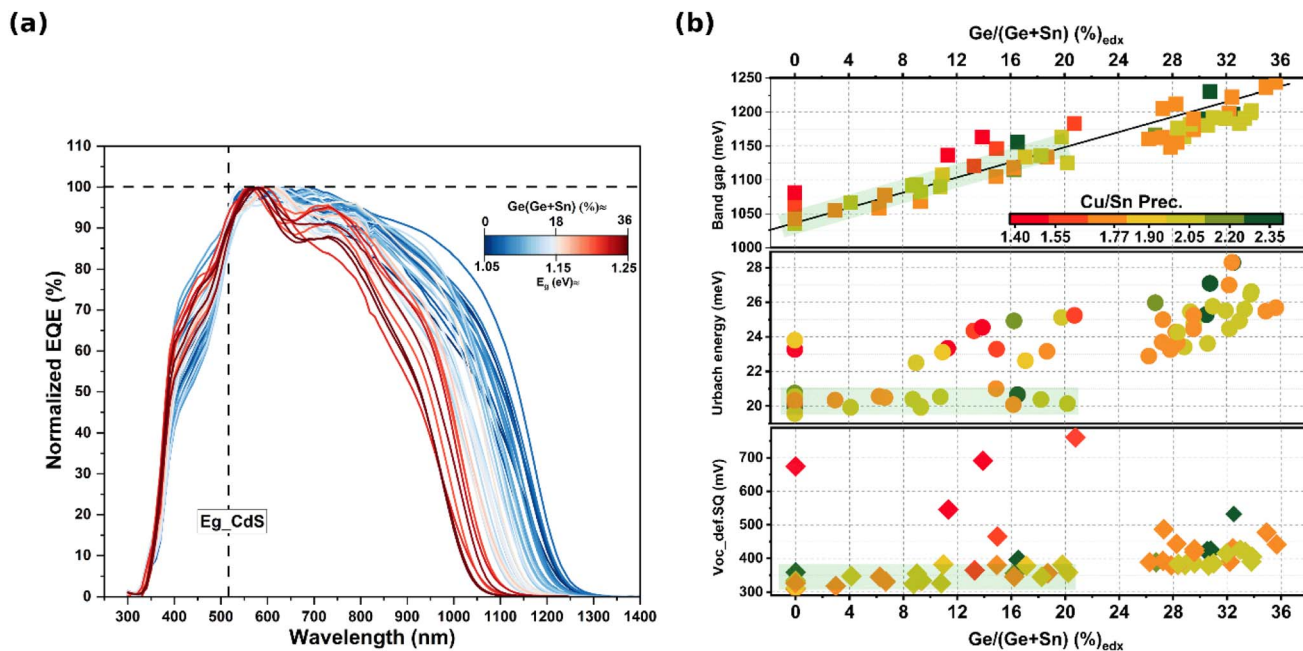 (a)
Normalized EQE (%)
110
100
90
80
70
60
50
40
30
20
10
0
Ge(Ge+Sn) (%)≈
0 18 36
1.05 1.15 1.25
Eg (eV)≈
Eg_CdS
300 400 500 600 700 800 900 1000 1100 1200 1300 1400
Wavelength (nm)
(b)
Ge/(Ge+Sn) (%)edx
0 4 8 12 16 20 24 28 32 36
Band gap (meV)
1250
1200
1150
1100
1050
1000
Cu/Sn Prec.
1.40 1.55 1.77 1.90 2.05 2.20 2.35
Urbach energy (meV)
28
26
24
22
20
Voc_def.SQ (mV)
700
600
500
400
300
0 4 8 12 16 20 24 28 32 36
Ge/(Ge+Sn) (%)edx